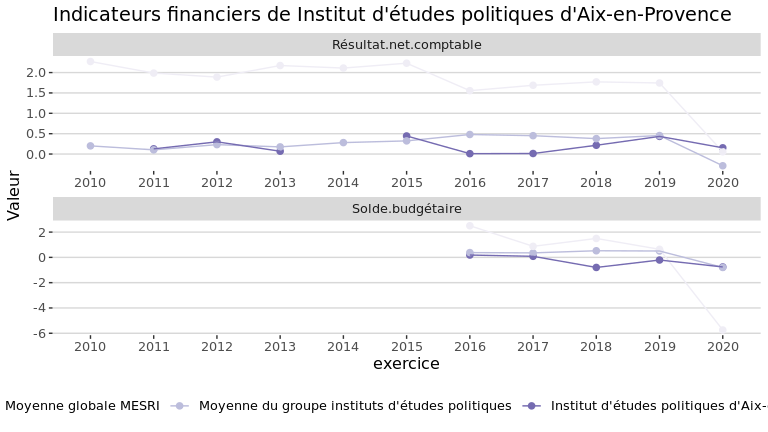 Indicateurs financiers de Institut d'études politiques d'Aix-en-Provence
Résultat.net.comptable
2.0
1.5
1.0
0.5
0.0
2010 2011 2012 2013 2014 2015 2016 2017 2018 2019 2020
Valeur
Solde.budgétaire
2
0
-2
-4
-6
2010 2011 2012 2013 2014 2015 2016 2017 2018 2019 2020
exercice
Moyenne globale MESRI Moyenne du groupe instituts d'études politiques Institut d'études politiques d'Aix-